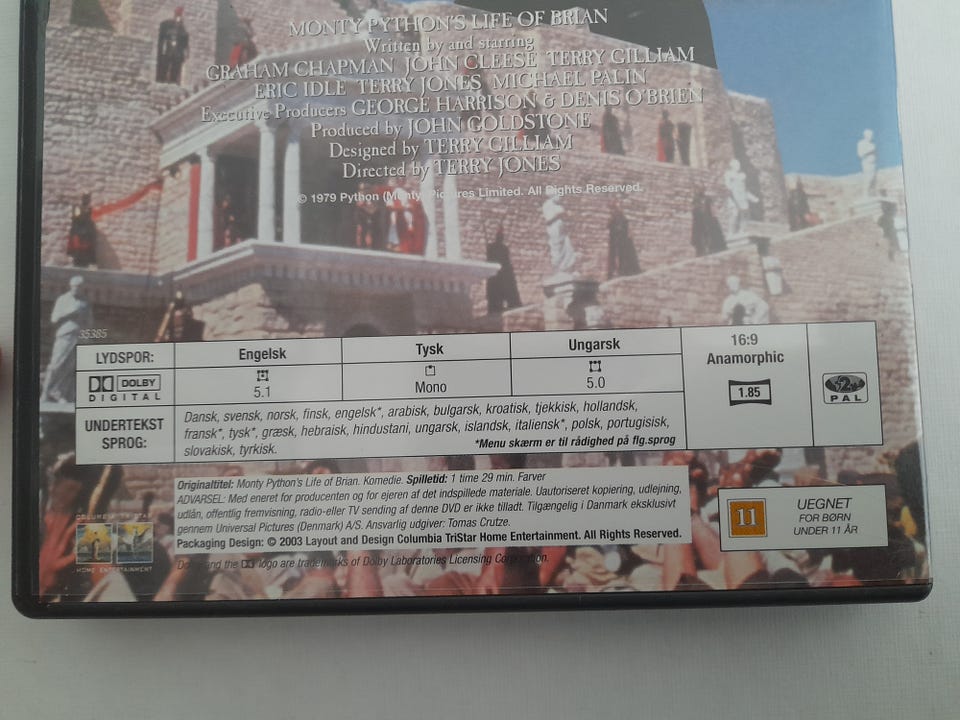 MONTY PYTHON'S LIFE OF BRIAN
Written by and starring
GRAHAM CHAPMAN JOHN CLEESE TERRY GILLIAM
ERIC IDLE TERRY JONES MICHAEL PALIN
Executive Producers GEORGE HARRISON & DENIS O'BRIEN
Produced by JOHN GOLDSTONE
Designed by TERRY GILLIAM
Directed by TERRY JONES
© 1979 Python (Monty) Pictures Limited. All Rights Reserved.
35385
LYDSPOR: Engelsk Tysk Ungarsk
DOLBY DIGITAL 5.1 Mono 5.0
16:9
Anamorphic
1.85
2
PAL
UNDERTEKST SPROG:
Dansk, svensk, norsk, finsk, engelsk*, arabisk, bulgarsk, kroatisk, tjekkisk, hollandsk,
fransk*, tysk*, græsk, hebraisk, hindustani, ungarsk, islandsk, italiensk*, polsk, portugisisk,
slovakisk, tyrkisk. *Menu skærm er til rådighed på flg.sprog
Originaltitel: Monty Python's Life of Brian. Komedie. Spilletid: 1 time 29 min. Farver
ADVARSEL: Med eneret for producenten og for ejeren af det indspillede materiale. Uautoriseret kopiering, udlejning,
udlån, offentlig fremvisning, radio-eller TV sending af denne DVD er ikke tilladt. Tilgængelig i Danmark eksklusivt
gennem Universal Pictures (Denmark) A/S. Ansvarlig udgiver: Tomas Crutze.
Packaging Design: © 2003 Layout and Design Columbia TriStar Home Entertainment. All Rights Reserved.
Dolby and the DD logo are trademarks of Dolby Laboratories Licensing Corporation.
COLUMBIA TRISTAR
HOME ENTERTAINMENT
11
UEGNET
FOR BØRN
UNDER 11 ÅR